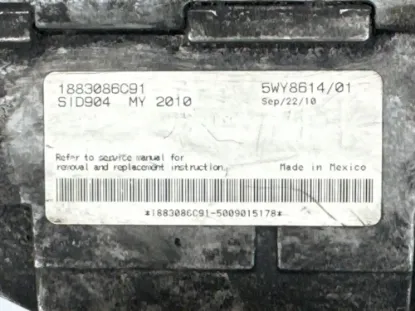 1883086C91 5WY8614/01
SID904 MY 2010 Sep/22/10
Refer to service manual for
removal and replacement instruction. Made in Mexico
*1883086C91-5009015178*